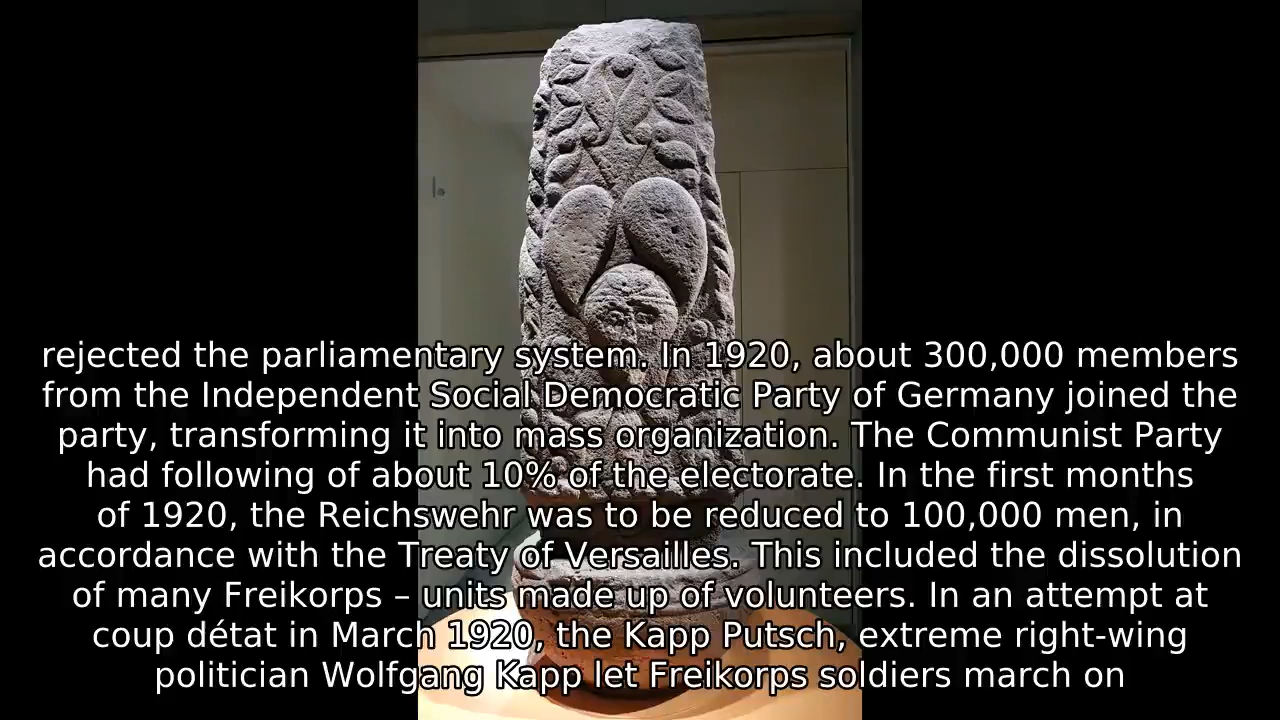 rejected the parliamentary system. In 1920, about 300,000 members
from the Independent Social Democratic Party of Germany joined the
party, transforming it into mass organization. The Communist Party
had following of about 10% of the electorate. In the first months
of 1920, the Reichswehr was to be reduced to 100,000 men, in
accordance with the Treaty of Versailles. This included the dissolution
of many Freikorps – units made up of volunteers. In an attempt at
coup détat in March 1920, the Kapp Putsch, extreme right-wing
politician Wolfgang Kapp let Freikorps soldiers march on